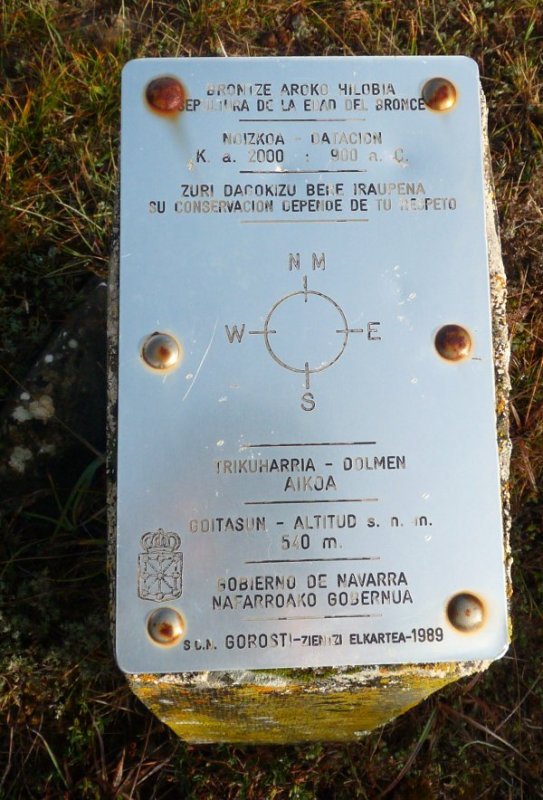 BRONTZE AROKO HILOBIA
SEPULTURA DE LA EDAD DEL BRONCE
NOIZKOA - DATACION
K. a. 2000 : 900 a. C.
ZURI DAGOKIZU BERE IRAUPENA
SU CONSERVACION DEPENDE DE TU RESPETO
N M
W E
S
TRIKUHARRIA - DOLMEN
AIKOA
GOITASUN - ALTITUD s. n. m.
540 m.
GOBIERNO DE NAVARRA
NAFARROAKO GOBERNUA
S.C.N. GOROSTI-ZIENTZI ELKARTEA-1989